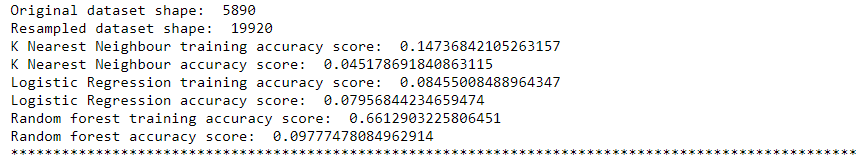 Original dataset shape:  5890
Resampled dataset shape:  19920
K Nearest Neighbour training accuracy score:  0.14736842105263157
K Nearest Neighbour accuracy score:  0.045178691840863115
Logistic Regression training accuracy score:  0.08455008488964347
Logistic Regression accuracy score:  0.07956844234659474
Random forest training accuracy score:  0.6612903225806451
Random forest accuracy score:  0.09777478084962914
****************************************************************************************************